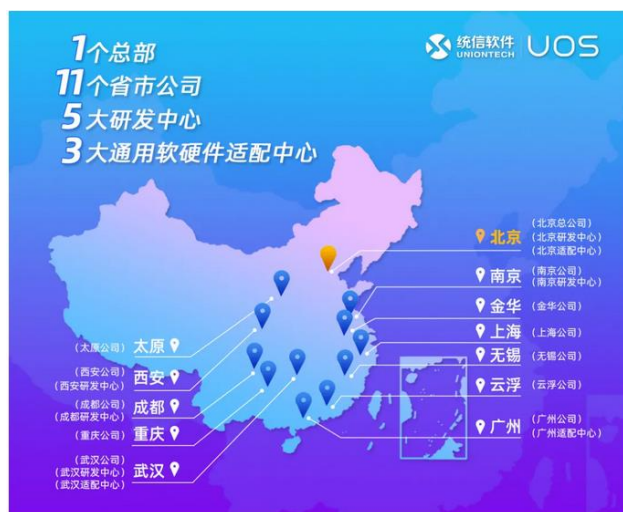 1个总部
11个省市公司
5大研发中心
3大通用软硬件适配中心
统信软件
UNIONTECH
UOS
北京
(北京总公司)
(北京研发中心)
(北京适配中心)
南京
(南京公司)
(南京研发中心)
金华
(金华公司)
上海
(上海公司)
无锡
(无锡公司)
云浮
(云浮公司)
广州
(广州公司)
(广州适配中心)
(太原公司)
太原
(西安公司)
(西安研发中心)
西安
(成都公司)
(成都研发中心)
成都
(重庆公司)
重庆
(武汉公司)
(武汉研发中心)
(武汉适配中心)
武汉